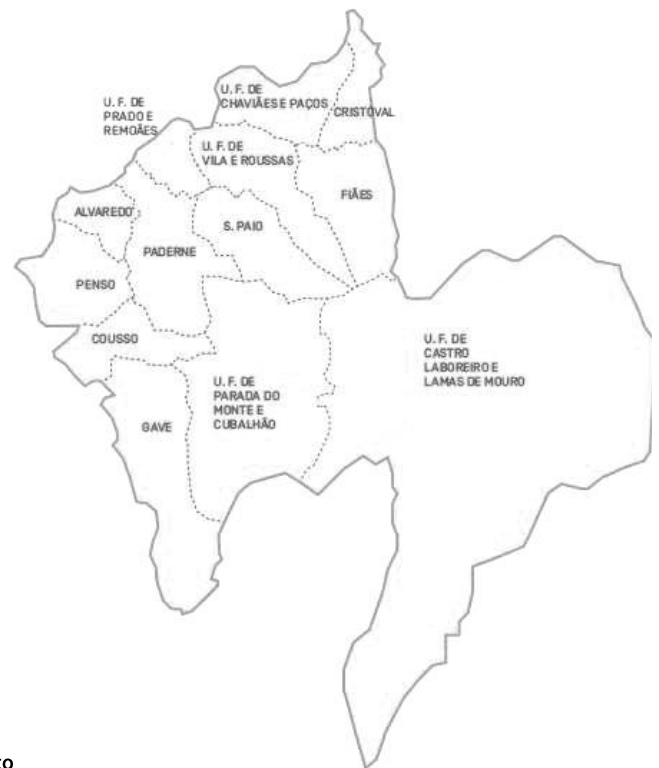 U. F. DE
CHAVIÃES E PAÇOS
CRISTOVAL
U. F. DE
PRADO E
REMOÃES
U. F. DE
VILA E ROUSSAS
FIÃES
ALVAREDO
S. PAIO
PADERNE
PENSO
COUSSO
U. F. DE
CASTRO
LABOREIRO E
LAMAS DE MOURO
U. F. DE
PARADA DO
MONTE E
CUBALHÃO
GAVE